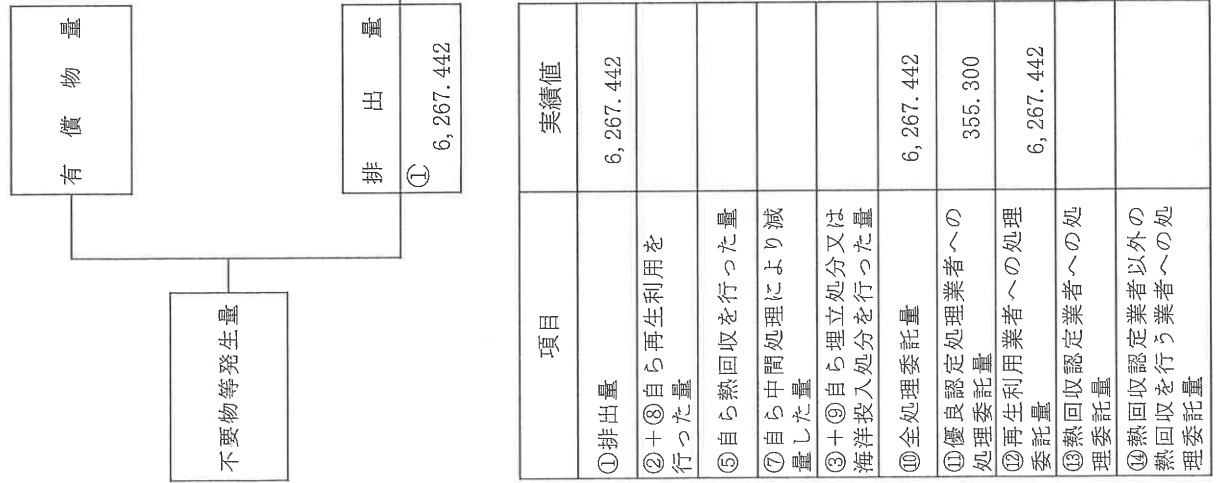 不要物等発生量
有償物量
排出量
① 6,267.442
項目 実績値
①排出量 6,267.442
②+⑧自ら再生利用を
行った量
⑤自ら熱回収を行った量
⑦自ら中間処理により減
量した量
③+⑨自ら埋立処分又は
海洋投入処分を行った量
⑩全処理委託量 6,267.442
⑪優良認定処理業者への
処理委託量 355.300
⑫再生利用業者への処理
委託量 6,267.442
⑬熱回収認定業者への処
理委託量
⑭熱回収認定業者以外の
熱回収を行う業者への処
理委託量